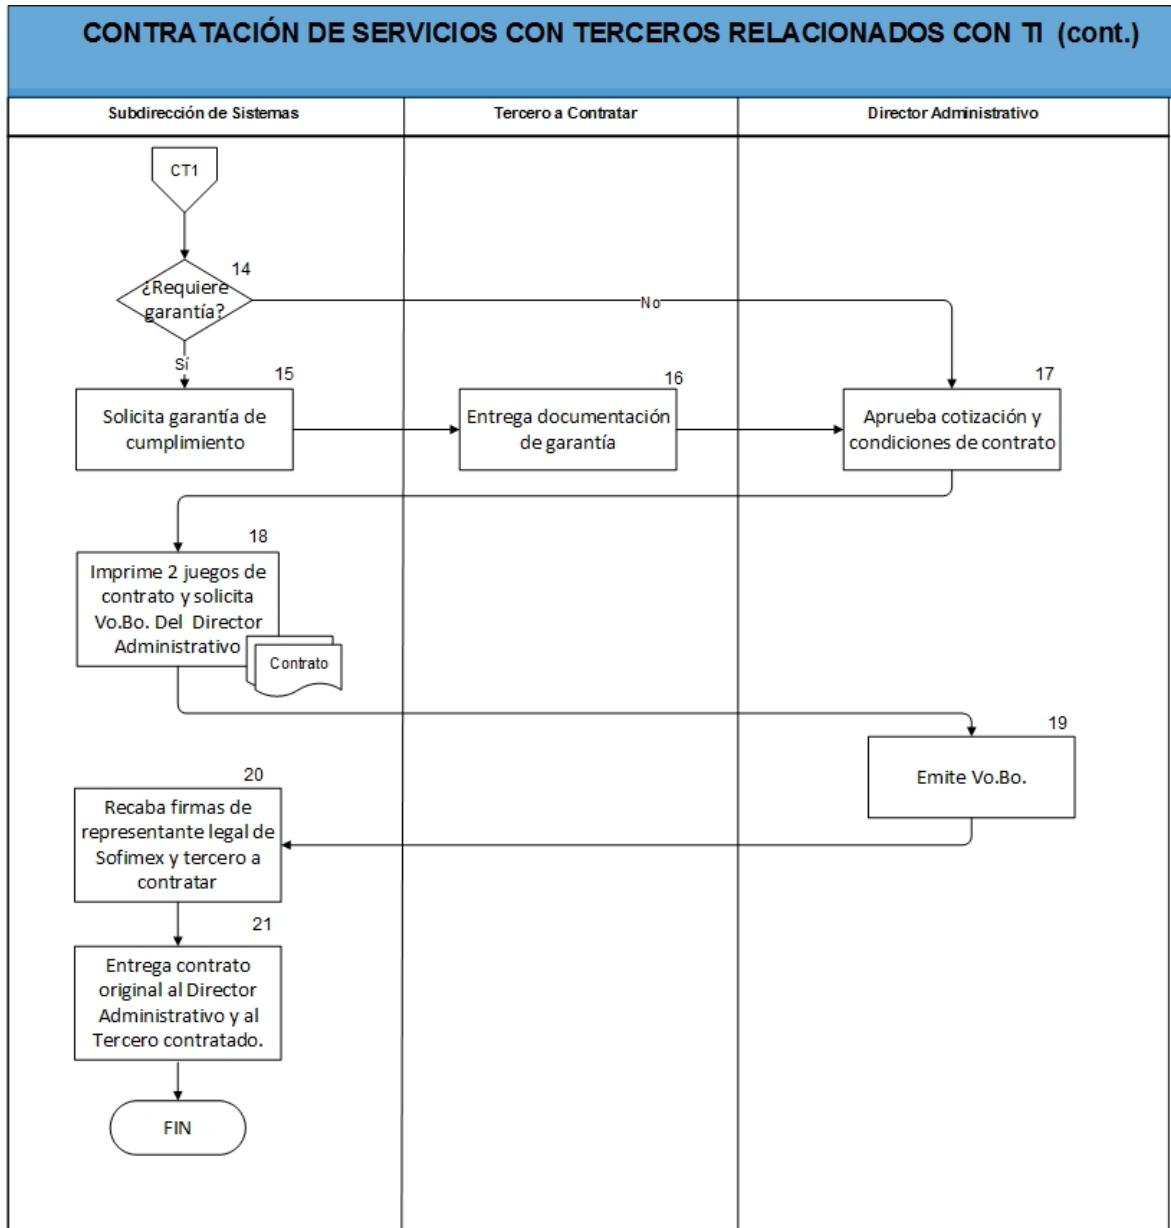 CONTRATACIÓN DE SERVICIOS CON TERCEROS RELACIONADOS CON TI (cont.)
Subdirección de Sistemas
Tercero a Contratar
Director Administrativo
CT1
14
¿Requiere
garantía?
No
Sí
15
Solicita garantía de
cumplimiento
16
Entrega documentación
de garantía
17
Aprueba cotización y
condiciones de contrato
18
Imprime 2 juegos de
contrato y solicita
Vo.Bo. Del Director
Administrativo
Contrato
19
Emite Vo.Bo.
20
Recaba firmas de
representante legal de
Sofimex y tercero a
contratar
21
Entrega contrato
original al Director
Administrativo y al
Tercero contratado.
FIN